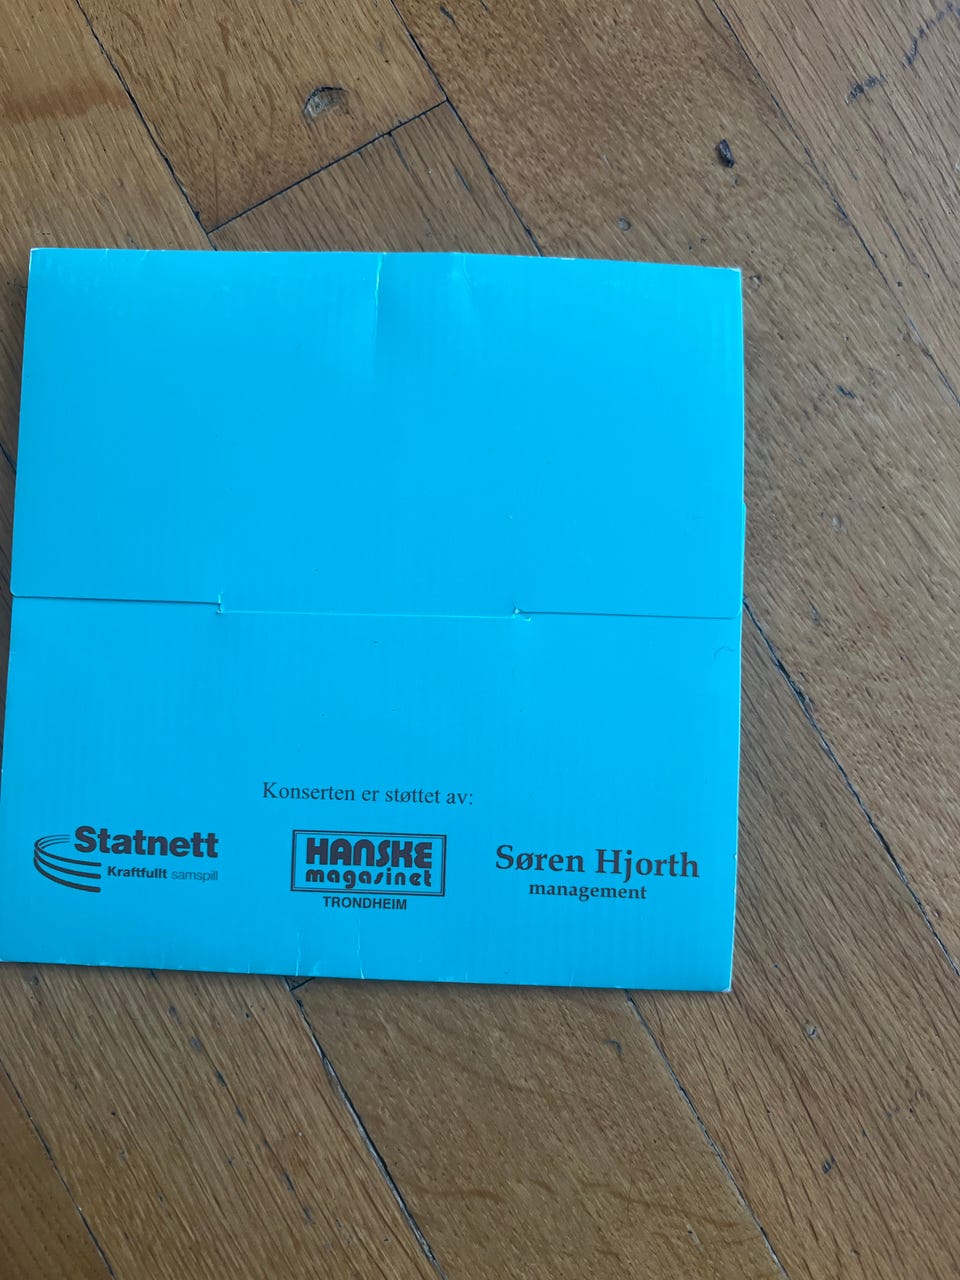 Konserten er støttet av:
Statnett
Kraftfullt samspill
HANSKE
magasinet
TRONDHEIM
Søren Hjorth
management